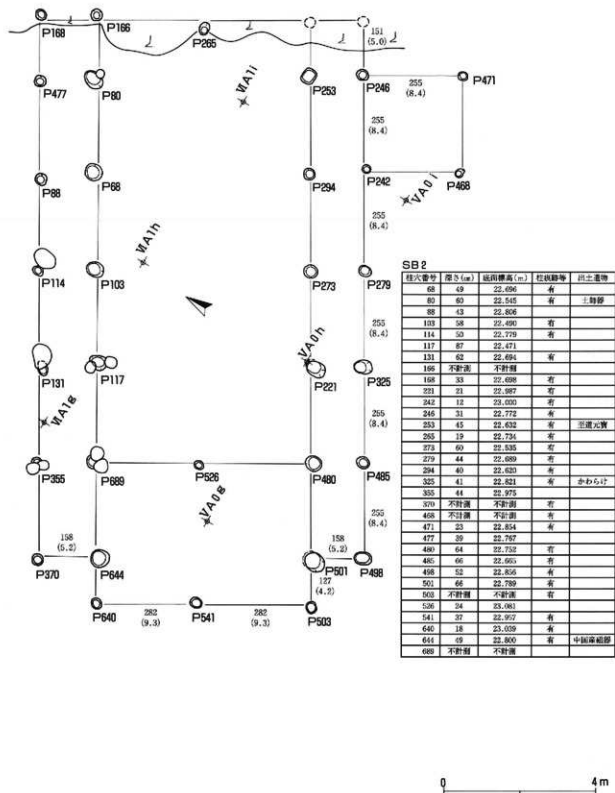 P168
P166
P265
151
(5.0)
P477
P80
ⅥA1i
P253
P246
255
(8.4)
P471
255
(8.4)
P88
P68
P294
P242
P468
ⅤA0i
255
(8.4)
ⅥA1h
P114
P103
P273
P279
ⅤA0h
255
(8.4)
P131
P117
P221
P325
ⅥA1g
255
(8.4)
P355
P689
P526
P480
P485
ⅤA0g
255
(8.4)
158
(5.2)
158
(5.2)
P370
P644
P501
P498
127
(4.2)
P640
282
(9.3)
P541
282
(9.3)
P503
SB2
柱穴番号 深さ(㎝) 底面標高(m) 柱痕跡等 出土遺物
68 49 22.696 有
80 60 22.545 有 土師器
88 43 22.806
103 58 22.490 有
114 50 22.779 有
117 87 22.471
131 62 22.694 有
166 不計測 不計測
168 33 22.698 有
221 21 22.987 有
242 12 23.000 有
246 31 22.772 有
253 45 22.632 有 至道元寳
265 19 22.734 有
273 60 22.535 有
279 44 22.689 有
294 40 22.620 有
325 41 22.821 有 かわらけ
355 44 22.975
370 不計測 不計測 有
468 不計測 不計測 有
471 23 22.854 有
477 39 22.767
480 64 22.752 有
485 66 22.665 有
498 52 22.856 有
501 66 22.789 有
503 不計測 不計測 有
526 24 23.081
541 37 22.957 有
640 18 23.039 有
644 49 22.800 有 中国産磁器
689 不計測 不計測
0 4m